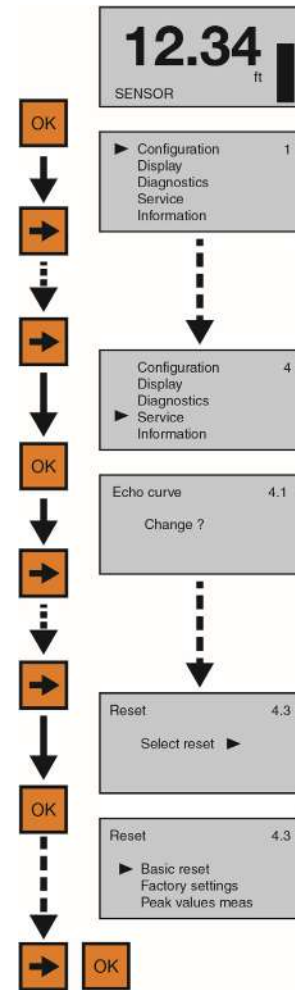 12.34
ft
SENSOR
OK
Configuration 1
Display
Diagnostics
Service
Information
Configuration 4
Display
Diagnostics
Service
Information
OK
Echo curve 4.1
Change ?
Reset 4.3
Select reset
OK
Reset 4.3
Basic reset
Factory settings
Peak values meas
OK